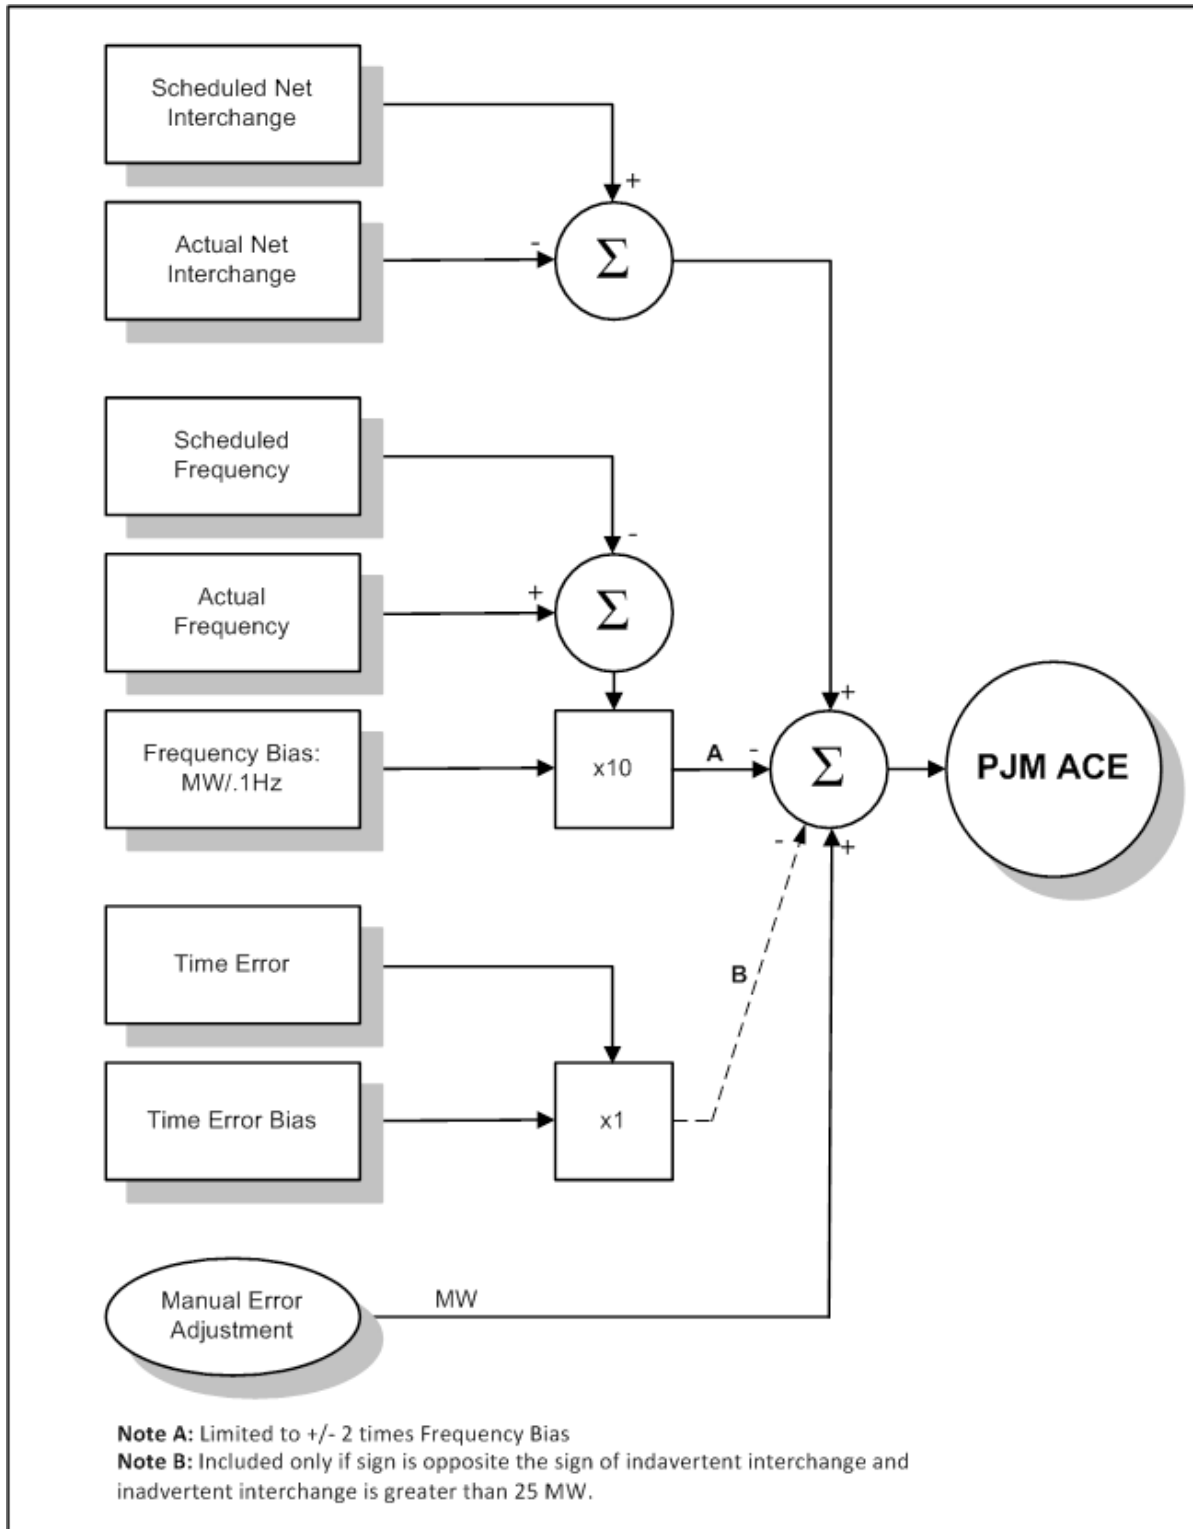 Scheduled Net
Interchange
+
Actual Net
Interchange
-
Σ
Scheduled
Frequency
-
Actual
Frequency
+
Σ
Frequency Bias:
MW/.1Hz
x10
A
-
+
Σ
PJM ACE
-
+
Time Error
B
Time Error Bias
x1
Manual Error
Adjustment
MW
Note A: Limited to +/- 2 times Frequency Bias
Note B: Included only if sign is opposite the sign of indavertent interchange and
inadvertent interchange is greater than 25 MW.